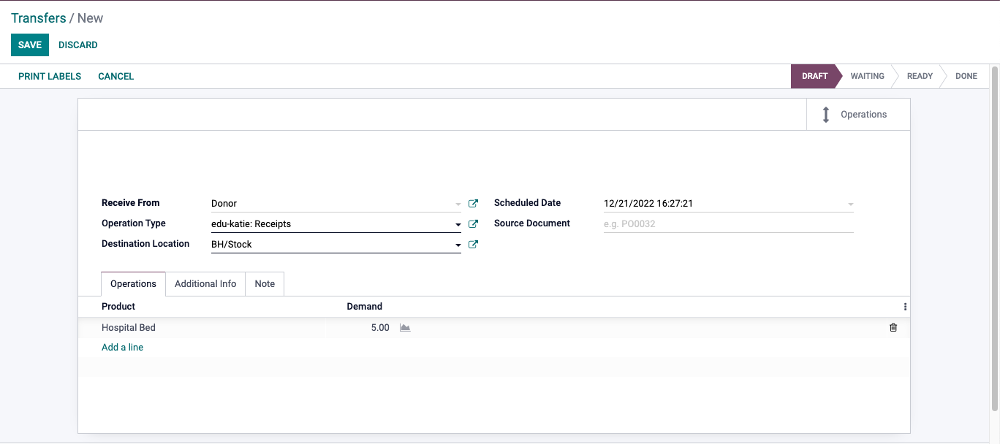 Transfers / New
SAVE DISCARD
PRINT LABELS CANCEL DRAFT WAITING READY DONE
Operations
Receive From Donor Scheduled Date 12/21/2022 16:27:21
Operation Type edu-katie: Receipts Source Document e.g. PO0032
Destination Location BH/Stock
Operations Additional Info Note
Product Demand
Hospital Bed 5.00
Add a line